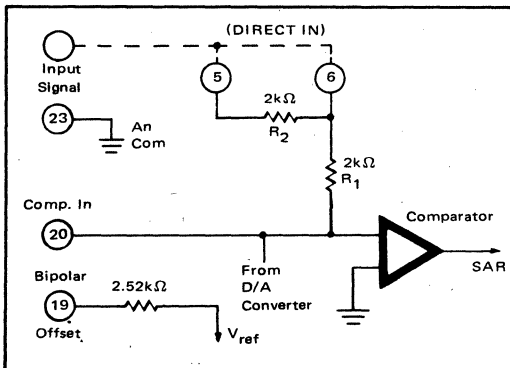 (DIRECT IN)
Input
Signal
5
6
2kΩ
R2
23
An
Com
2kΩ
R1
Comp. In
20
Comparator
SAR
From
D/A
Converter
Bipolar
19
Offset
2.52kΩ
Vref